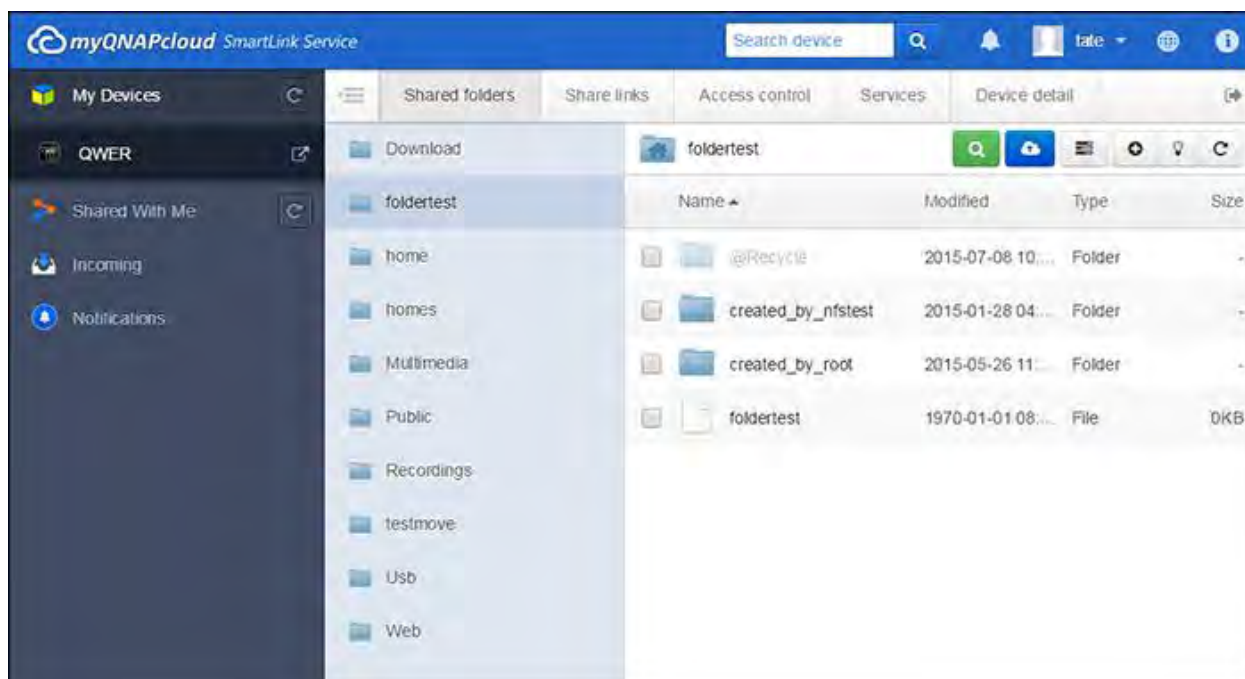 myQNAPcloud SmartLink Service
Search device
tate
My Devices
QWER
Shared With Me
Incoming
Notifications
Shared folders Share links Access control Services Device detail
Download
foldertest
home
homes
Multimedia
Public
Recordings
testmove
Usb
Web
foldertest
Name Modified Type Size
@Recycle 2015-07-08 10:... Folder -
created_by_nfstest 2015-01-28 04:... Folder -
created_by_root 2015-05-26 11:... Folder -
foldertest 1970-01-01 08:... File 0KB